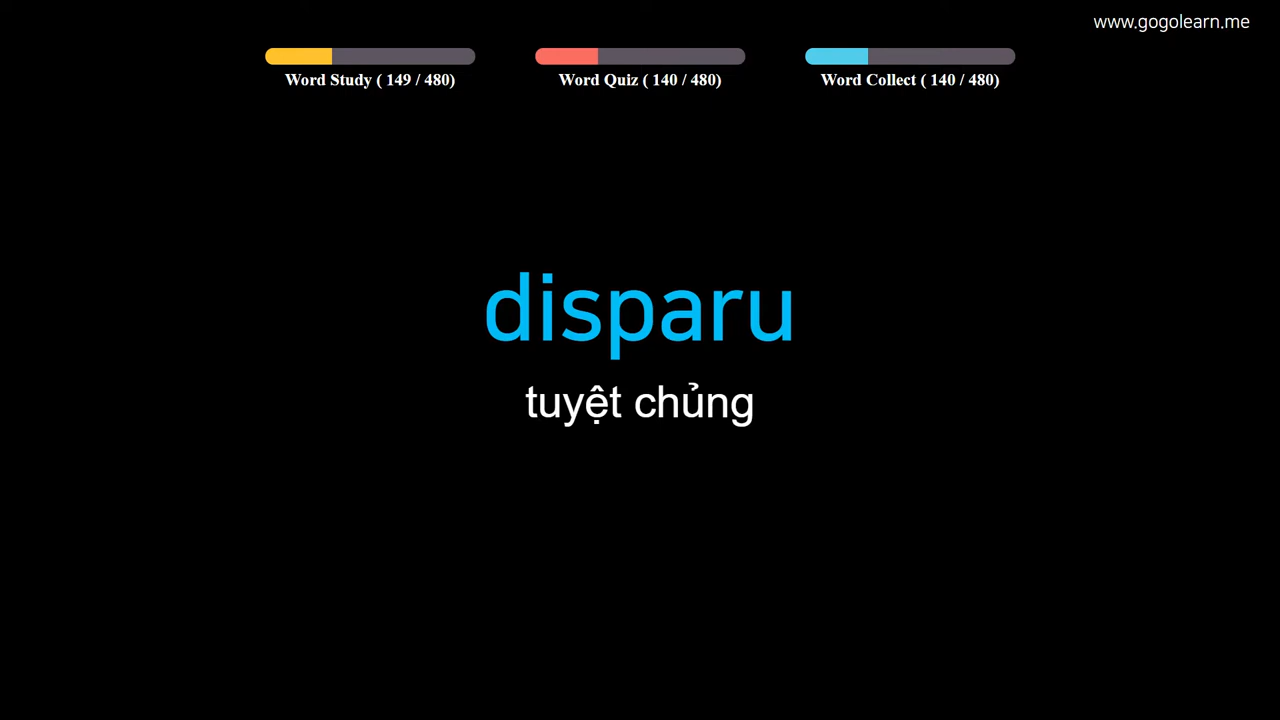 www.gogolearn.me
Word Study ( 149 / 480)
Word Quiz ( 140 / 480)
Word Collect ( 140 / 480)
disparu
tuyệt chủng